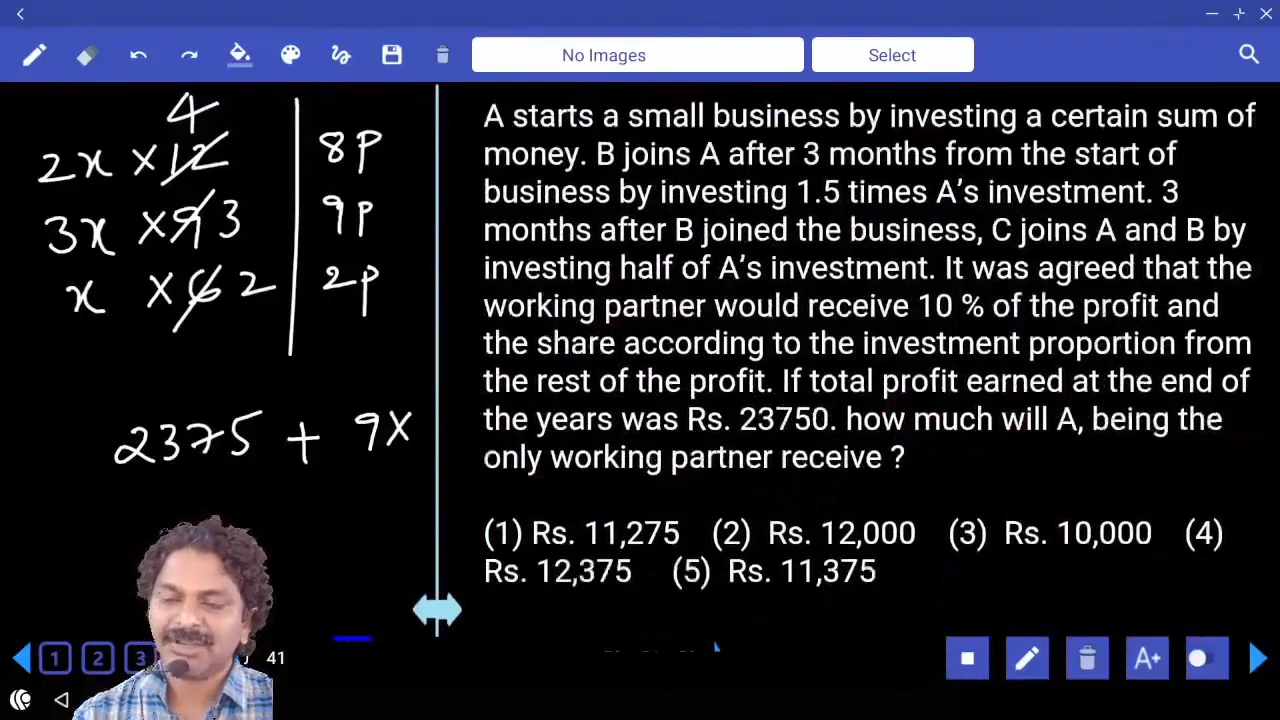 No Images
Select
4
2x ×12 8P
3x ×9 3 9P
x ×6 2 2P
2375 + 9X
A starts a small business by investing a certain sum of
money. B joins A after 3 months from the start of
business by investing 1.5 times A’s investment. 3
months after B joined the business, C joins A and B by
investing half of A’s investment. It was agreed that the
working partner would receive 10 % of the profit and
the share according to the investment proportion from
the rest of the profit. If total profit earned at the end of
the years was Rs. 23750. how much will A, being the
only working partner receive ?
(1) Rs. 11,275 (2) Rs. 12,000 (3) Rs. 10,000 (4)
Rs. 12,375 (5) Rs. 11,375
1 2 3 41
A+